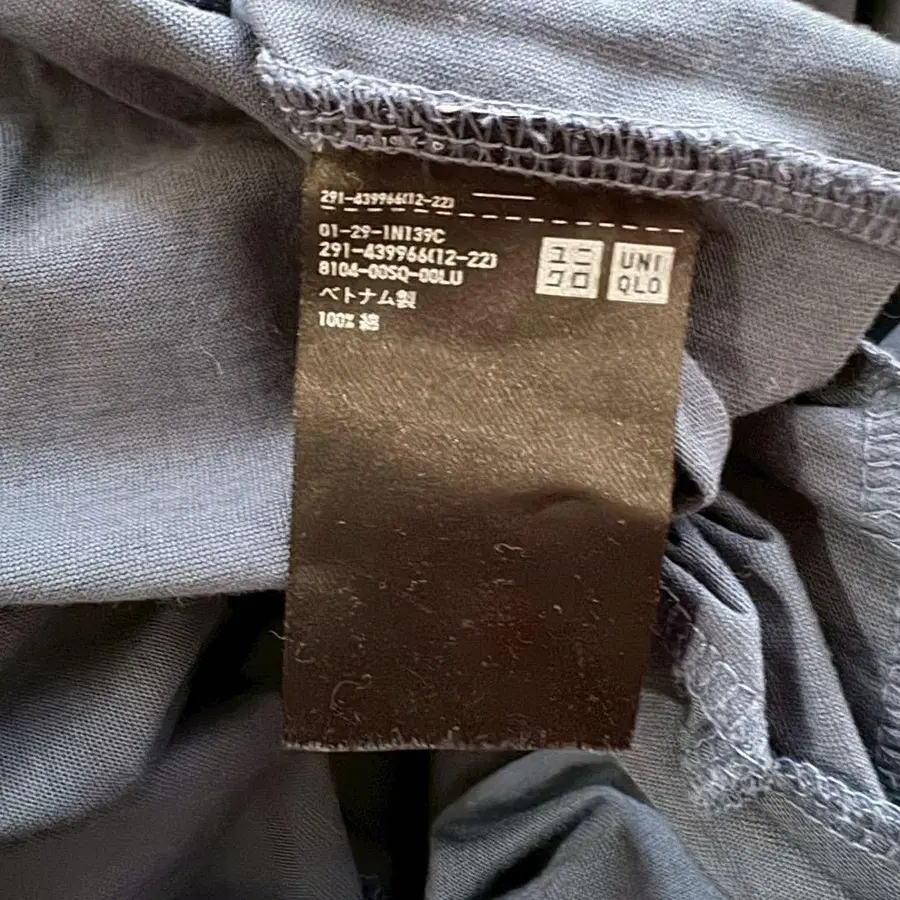 291-439966(12-22)
01-29-1N139C
291-439966(12-22)
8104-00SQ-00LU
ベトナム製
100% 綿
ユニ
クロ
UNI
QLO